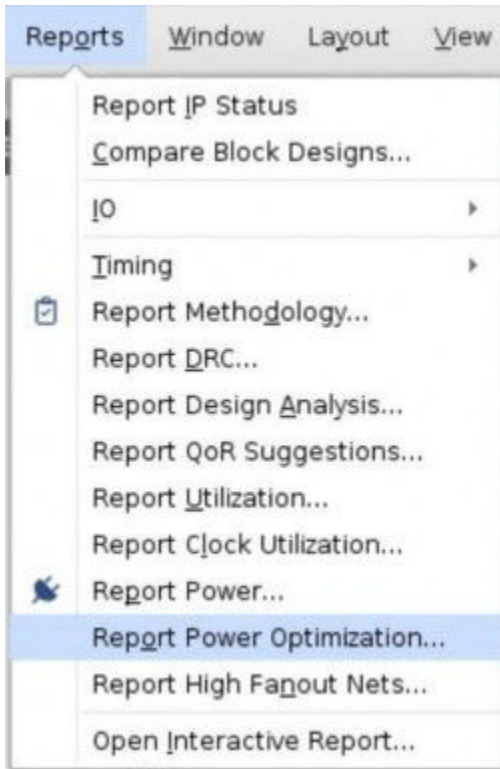 Reports Window Layout View
Report IP Status
Compare Block Designs...
IO
Timing
Report Methodology...
Report DRC...
Report Design Analysis...
Report QoR Suggestions...
Report Utilization...
Report Clock Utilization...
Report Power...
Report Power Optimization...
Report High Fanout Nets...
Open Interactive Report...